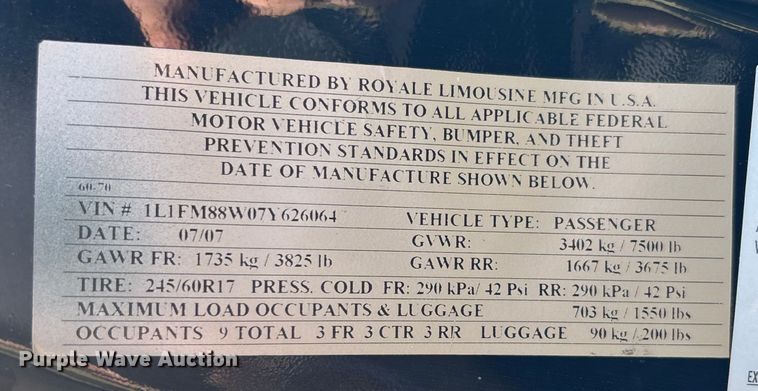 MANUFACTURED BY ROYALE LIMOUSINE MFG IN U.S.A.
THIS VEHICLE CONFORMS TO ALL APPLICABLE FEDERAL
MOTOR VEHICLE SAFETY, BUMPER, AND THEFT
PREVENTION STANDARDS IN EFFECT ON THE
DATE OF MANUFACTURE SHOWN BELOW.
60-70
VIN # 1L1FM88W07Y626064 VEHICLE TYPE: PASSENGER
DATE: 07/07 GVWR: 3402 kg / 7500 lb
GAWR FR: 1735 kg / 3825 lb GAWR RR: 1667 kg / 3675 lb
TIRE: 245/60R17 PRESS. COLD FR: 290 kPa/ 42 Psi RR: 290 kPa / 42 Psi
MAXIMUM LOAD OCCUPANTS & LUGGAGE 703 kg / 1550 lbs
OCCUPANTS 9 TOTAL 3 FR 3 CTR 3 RR LUGGAGE 90 kg / 200 lbs
Purple Wave Auction